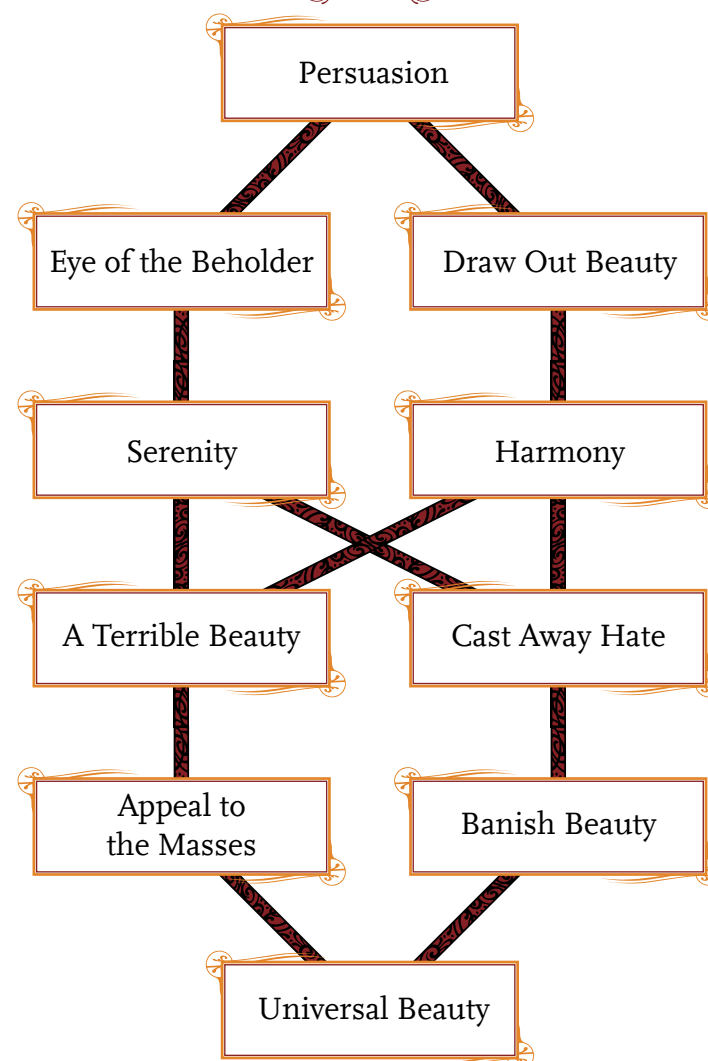 Persuasion
Eye of the Beholder
Draw Out Beauty
Serenity
Harmony
A Terrible Beauty
Cast Away Hate
Appeal to
the Masses
Banish Beauty
Universal Beauty